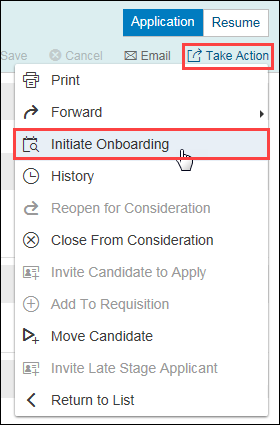 Application Resume
Save Cancel Email Take Action
Print
Forward
Initiate Onboarding
History
Reopen for Consideration
Close From Consideration
Invite Candidate to Apply
Add To Requisition
Move Candidate
Invite Late Stage Applicant
Return to List